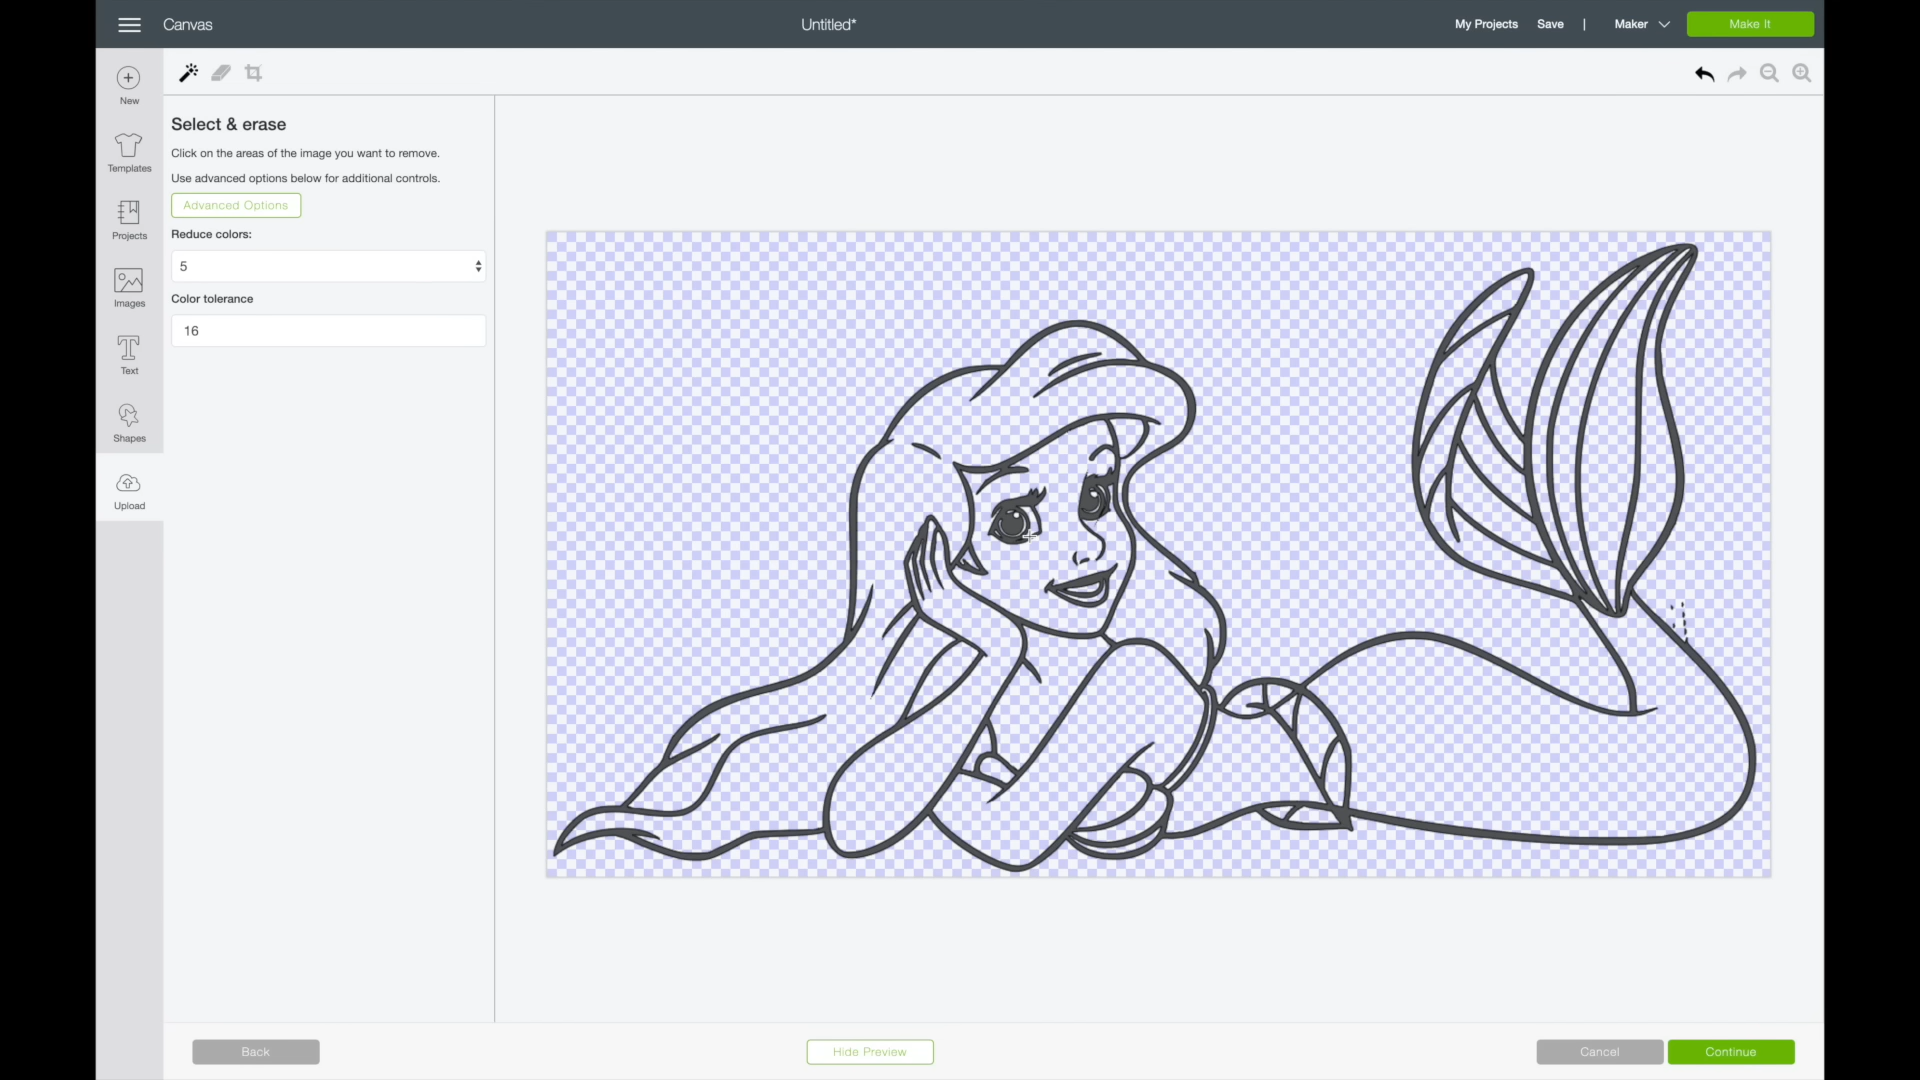 Canvas
Untitled*
My Projects Save | Maker
Make It
New
Templates
Projects
Images
Text
Shapes
Upload
Select & erase
Click on the areas of the image you want to remove.
Use advanced options below for additional controls.
Advanced Options
Reduce colors:
5
Color tolerance
16
Back
Hide Preview
Cancel
Continue